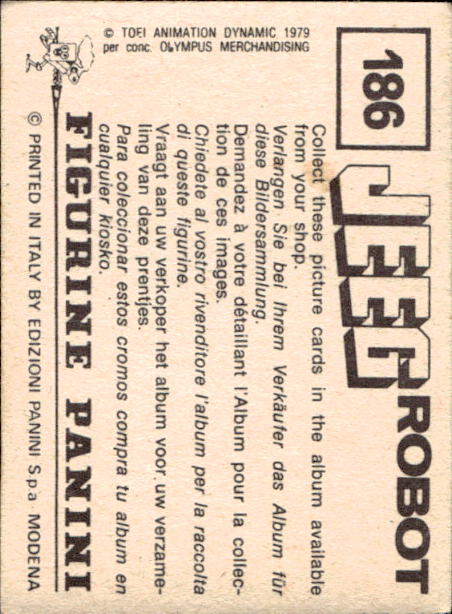 © TOEI ANIMATION DYNAMIC 1979
per conc. OLYMPUS MERCHANDISING
186
JEEG ROBOT
Collect these picture cards in the album available
from your shop.
Verlangen Sie bei Ihrem Verkäufer das Album für
diese Bildersammlung.
Demandez à votre détaillant l'Album pour la collec-
tion de ces images.
Chiedete al vostro rivenditore l'album per la raccolta
di queste figurine.
Vraagt aan uw verkoper het album voor uw verzame-
ling van deze prentjes.
Para coleccionar estos cromos compra tu album en
cualquier kiosko.
FIGURINE PANINI
© PRINTED IN ITALY BY EDIZIONI PANINI S.p.a. MODENA